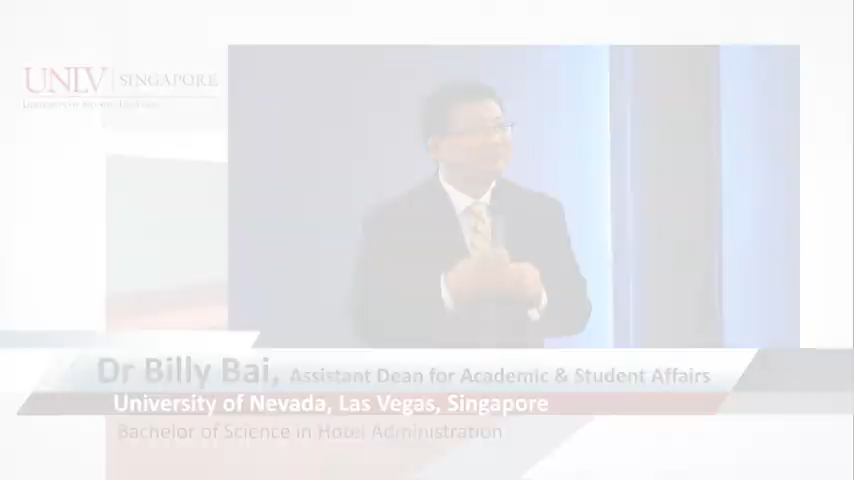 UNLV | SINGAPORE
Dr Billy Bai, Assistant Dean for Academic & Student Affairs
University of Nevada, Las Vegas, Singapore
Bachelor of Science in Hotel Administration